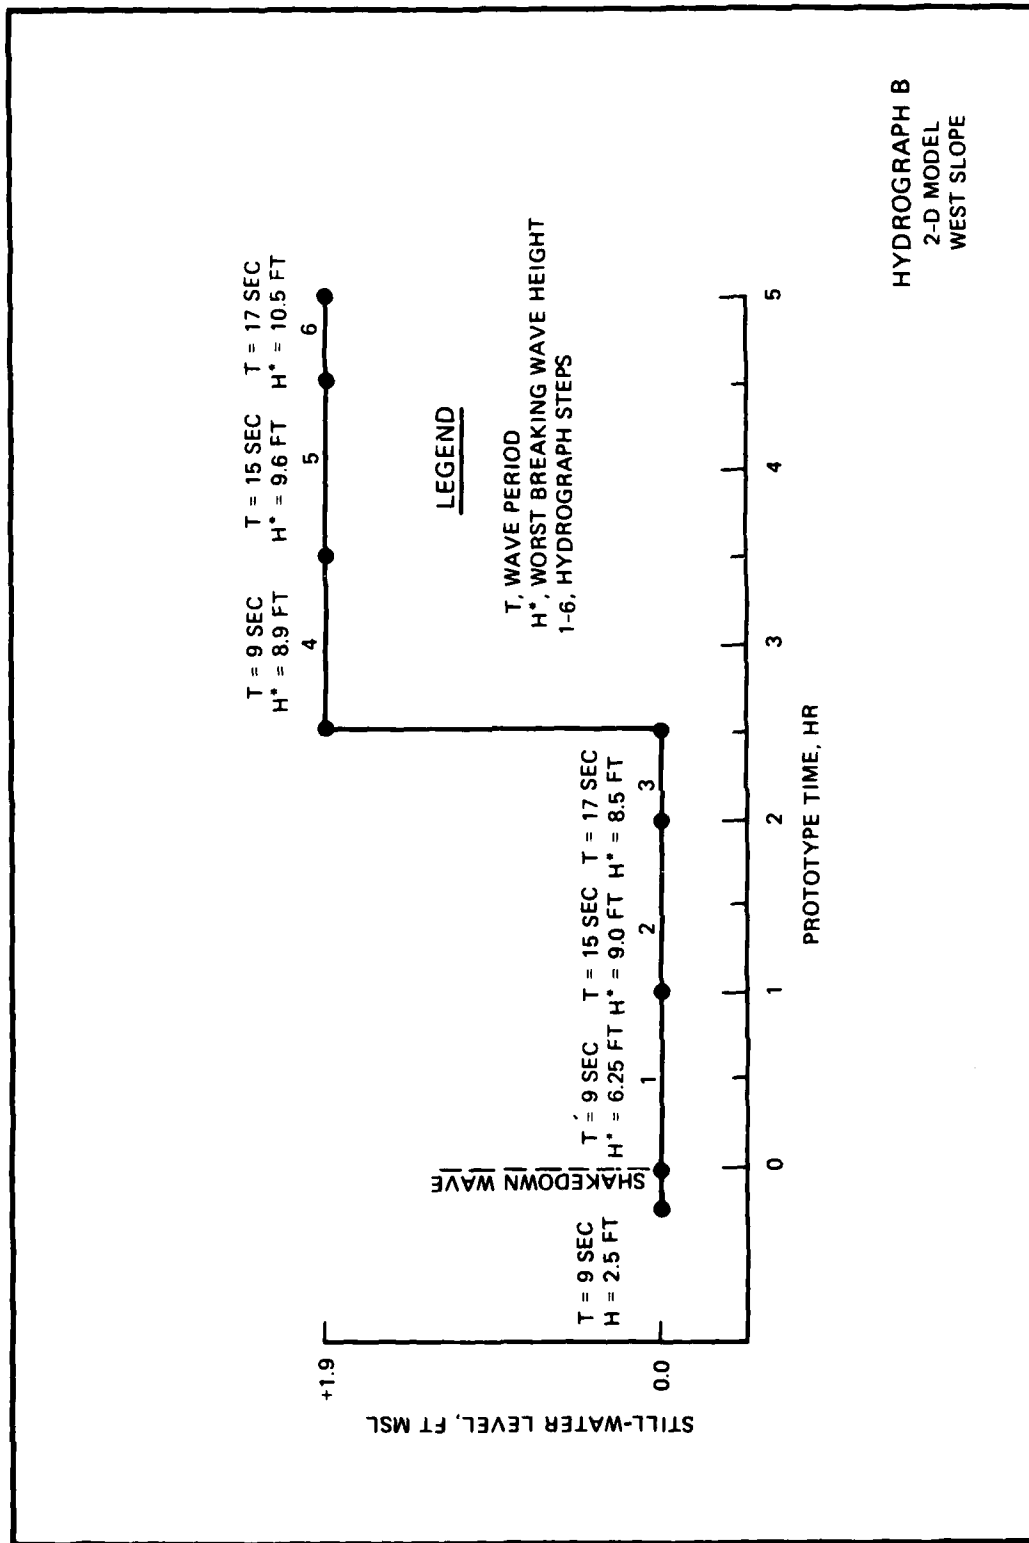 T = 9 SEC
H* = 8.9 FT
4
T = 15 SEC
H* = 9.6 FT
5
T = 17 SEC
H* = 10.5 FT
6
+1.9
STILL-WATER LEVEL, FT MSL
0.0
LEGEND
T, WAVE PERIOD
H*, WORST BREAKING WAVE HEIGHT
1-6, HYDROGRAPH STEPS
T = 9 SEC
H = 2.5 FT
SHAKEDOWN WAVE
T = 9 SEC
H* = 6.25 FT
1
T = 15 SEC
H* = 9.0 FT
2
T = 17 SEC
H* = 8.5 FT
3
0 1 2 3 4 5
PROTOTYPE TIME, HR
HYDROGRAPH B
2-D MODEL
WEST SLOPE